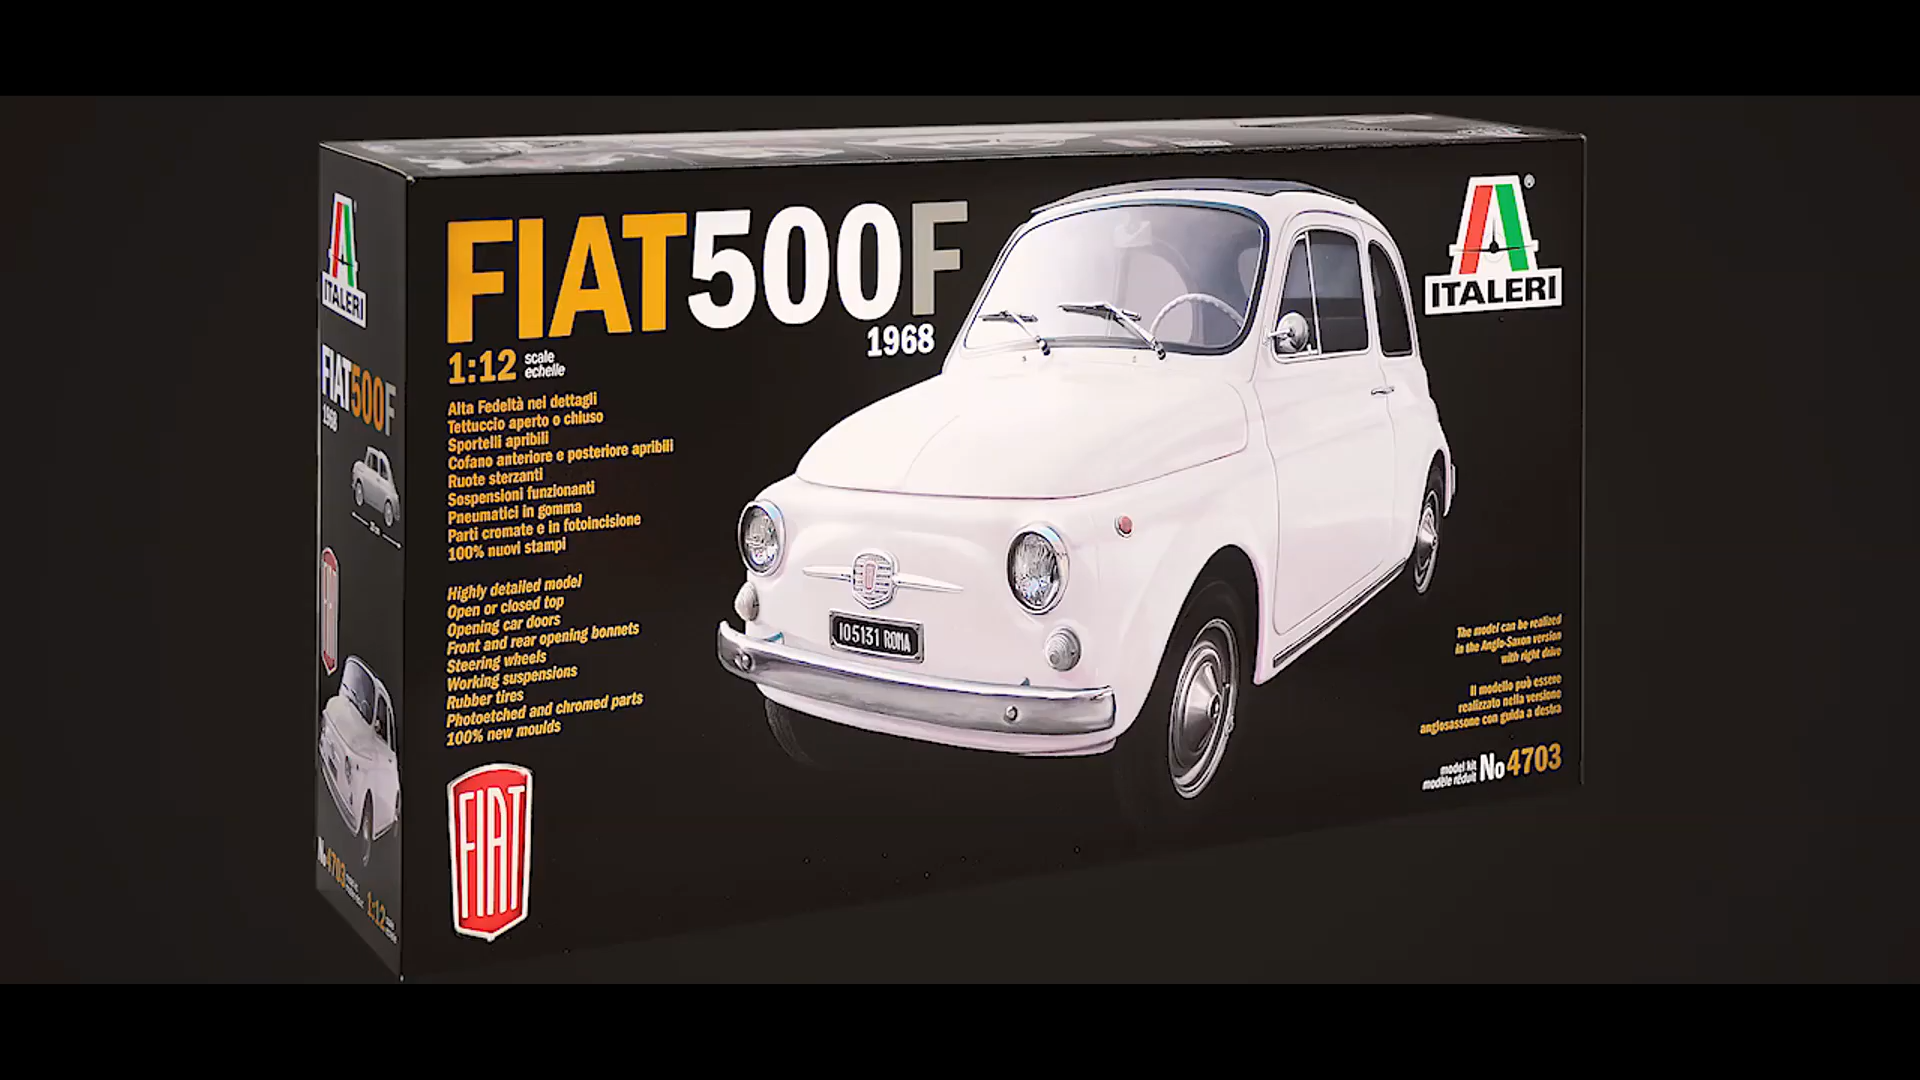 FIAT500F
1968
1:12 scale
echelle
Alta Fedeltà nei dettagli
Tettuccio aperto o chiuso
Sportelli apribili
Cofano anteriore e posteriore apribili
Ruote sterzanti
Sospensioni funzionanti
Pneumatici in gomma
Parti cromate e in fotoincisione
100% nuovi stampi
Highly detailed model
Open or closed top
Opening car doors
Front and rear opening bonnets
Steering wheels
Working suspensions
Rubber tires
Photoetched and chromed parts
100% new moulds
FIAT
105131 ROMA
ITALERI
®
The model can be realized
in the Anglo-Saxon version
with right drive
Il modello può essere
realizzato nella versione
anglosassone con guida a destra
model kit
modèle réduit
No 4703
ITALERI
FIAT500F
1968
FIAT
No 4703
1:12